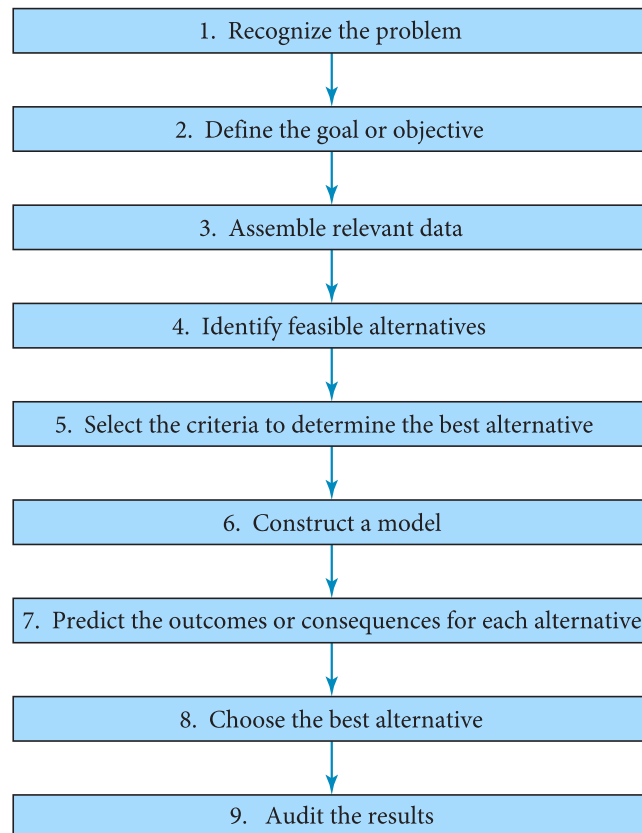 1. Recognize the problem
2. Define the goal or objective
3. Assemble relevant data
4. Identify feasible alternatives
5. Select the criteria to determine the best alternative
6. Construct a model
7. Predict the outcomes or consequences for each alternative
8. Choose the best alternative
9. Audit the results